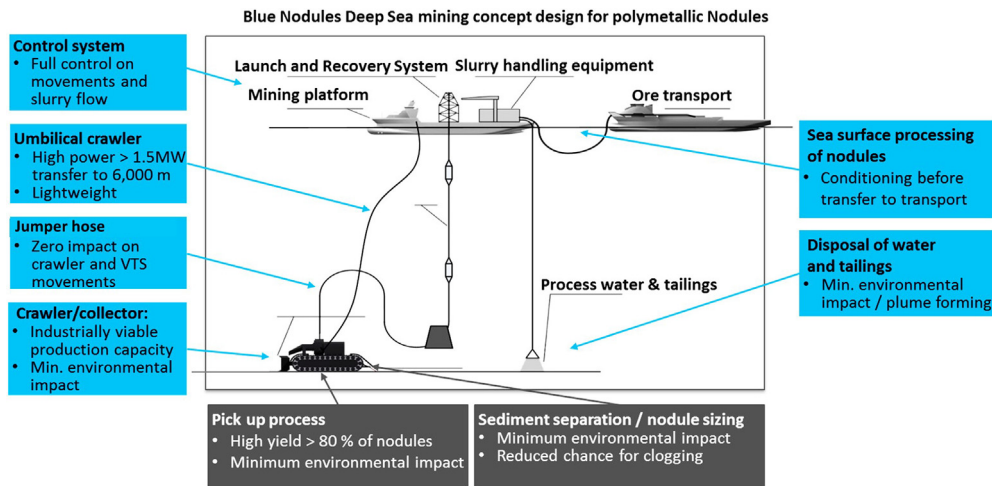 Blue Nodules Deep Sea mining concept design for polymetallic Nodules
Control system
• Full control on
movements and
slurry flow
Umbilical crawler
• High power > 1.5MW
transfer to 6,000 m
• Lightweight
Jumper hose
• Zero impact on
crawler and VTS
movements
Crawler/collector:
• Industrially viable
production capacity
• Min. environmental
impact
Launch and Recovery System
Slurry handling equipment
Mining platform
Ore transport
Process water & tailings
Sea surface processing
of nodules
• Conditioning before
transfer to transport
Disposal of water
and tailings
• Min. environmental
impact / plume forming
Pick up process
• High yield > 80 % of nodules
• Minimum environmental impact
Sediment separation / nodule sizing
• Minimum environmental impact
• Reduced chance for clogging